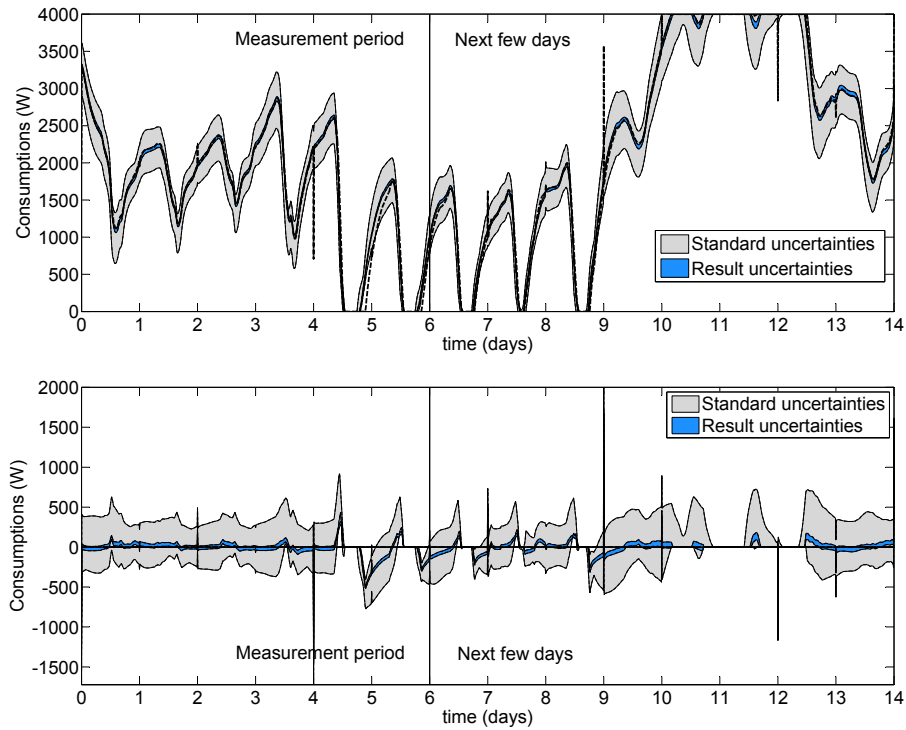 4000
3500
3000
2500
2000
1500
1000
500
0
Consumptions (W)
Measurement period
Next few days
Standard uncertainties
Result uncertainties
0 1 2 3 4 5 6 7 8 9 10 11 12 13 14
time (days)
2000
1500
1000
500
0
-500
-1000
-1500
Consumptions (W)
Standard uncertainties
Result uncertainties
Measurement period
Next few days
0 1 2 3 4 5 6 7 8 9 10 11 12 13 14
time (days)